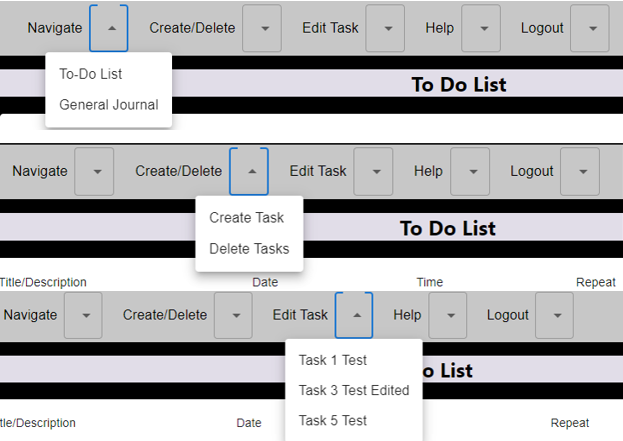 Navigate Create/Delete Edit Task Help Logout
To-Do List
To Do List
General Journal
Navigate Create/Delete Edit Task Help Logout
Create Task
To Do List
Delete Tasks
Title/Description Date Time Repeat
Navigate Create/Delete Edit Task Help Logout
Task 1 Test
o List
Task 3 Test Edited
Task 5 Test
tle/Description Date Repeat